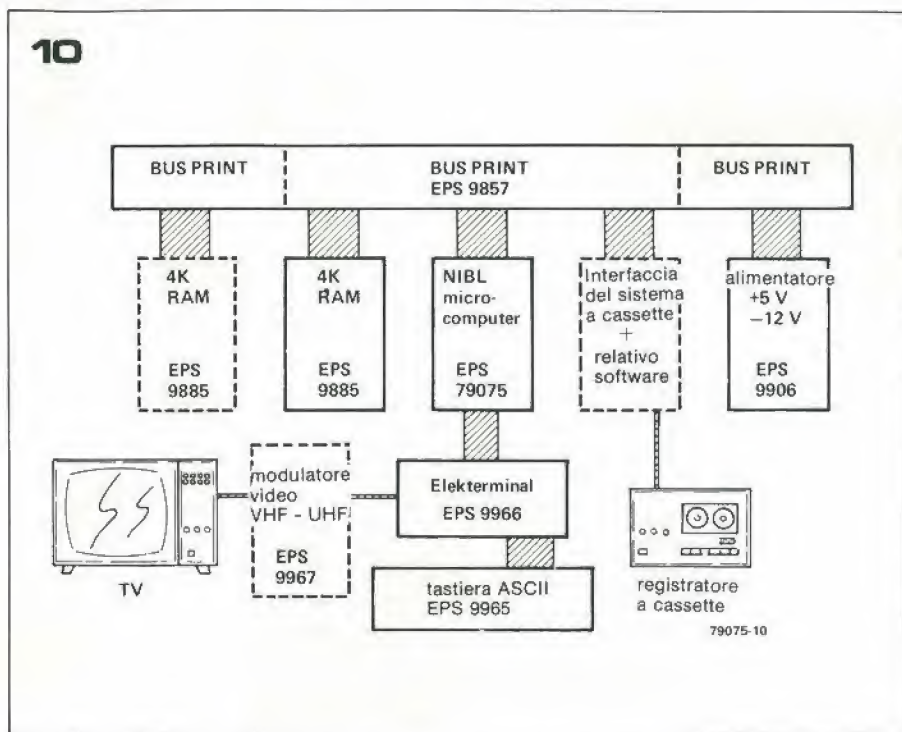 10
BUS PRINT
BUS PRINT
EPS 9857
BUS PRINT
4K
RAM
EPS
9885
4K
RAM
EPS
9885
NIBL
micro-
computer
EPS
79075
Interfaccia
del sistema
a cassette
+
relativo
software
alimentatore
+5 V
−12 V
EPS
9906
modulatore
video
VHF - UHF
EPS
9967
Elekterminal
EPS 9966
TV
tastiera ASCII
EPS 9965
registratore
a cassette
79075-10